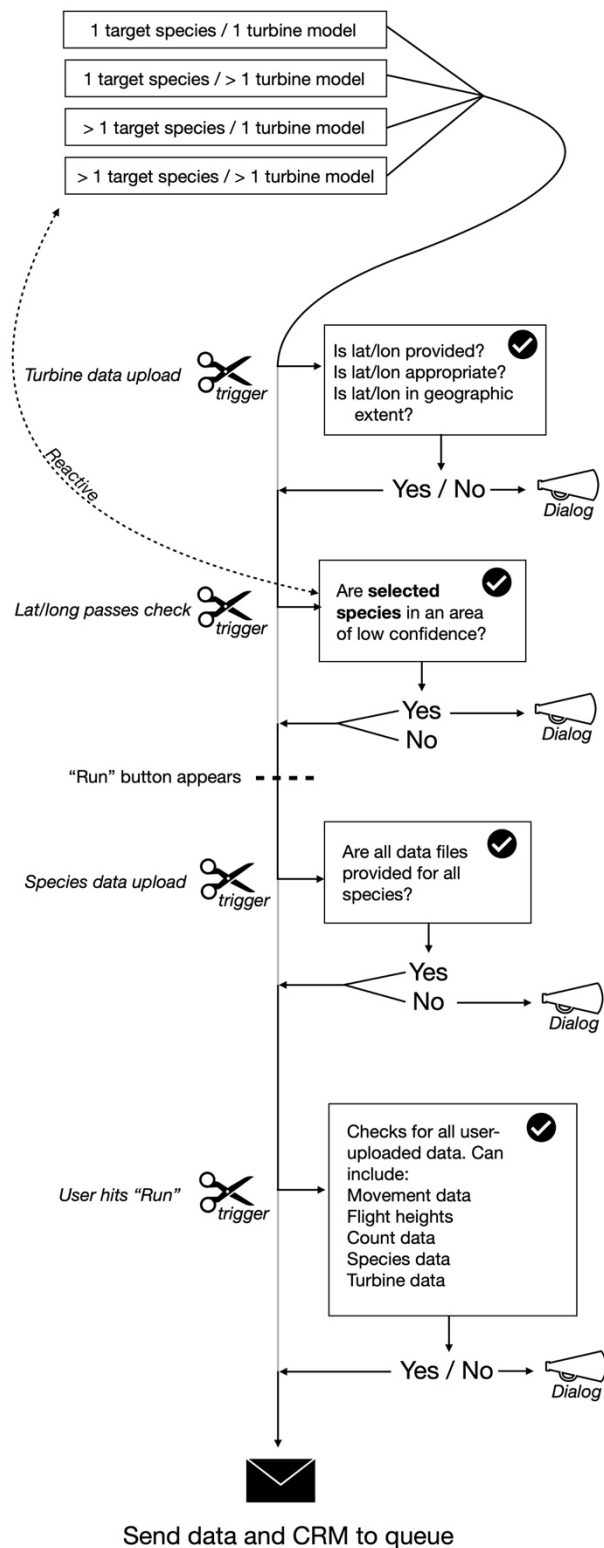 1 target species / 1 turbine model
1 target species / > 1 turbine model
> 1 target species / 1 turbine model
> 1 target species / > 1 turbine model
Turbine data upload
trigger
Is lat/lon provided?
Is lat/lon appropriate?
Is lat/lon in geographic
extent?
Reactive
Yes / No
Dialog
Lat/long passes check
trigger
Are selected
species in an area
of low confidence?
Yes
No
Dialog
“Run” button appears
Species data upload
trigger
Are all data files
provided for all
species?
Yes
No
Dialog
User hits “Run”
trigger
Checks for all user-
uploaded data. Can
include:
Movement data
Flight heights
Count data
Species data
Turbine data
Yes / No
Dialog
Send data and CRM to queue